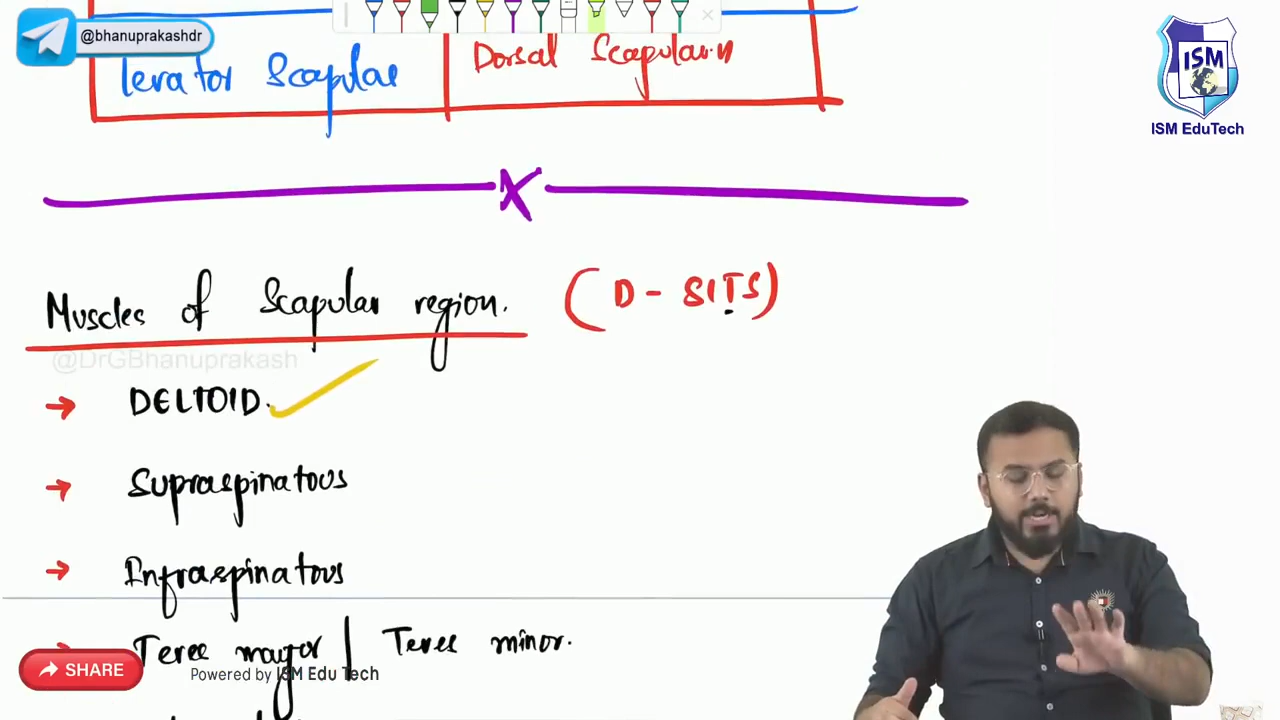 @bhanuprakashdr
levator Scapulae
Dorsal Scapular.n
ISM
ISM EduTech
X
Muscles of Scapular region.
(D - SITS)
@DrGBhanuprakash
→ DELTOID.
→ Supraspinatous
→ Infraspinatous
→ Teres mayor | Teres minor.
SHARE
Powered by ISM Edu Tech